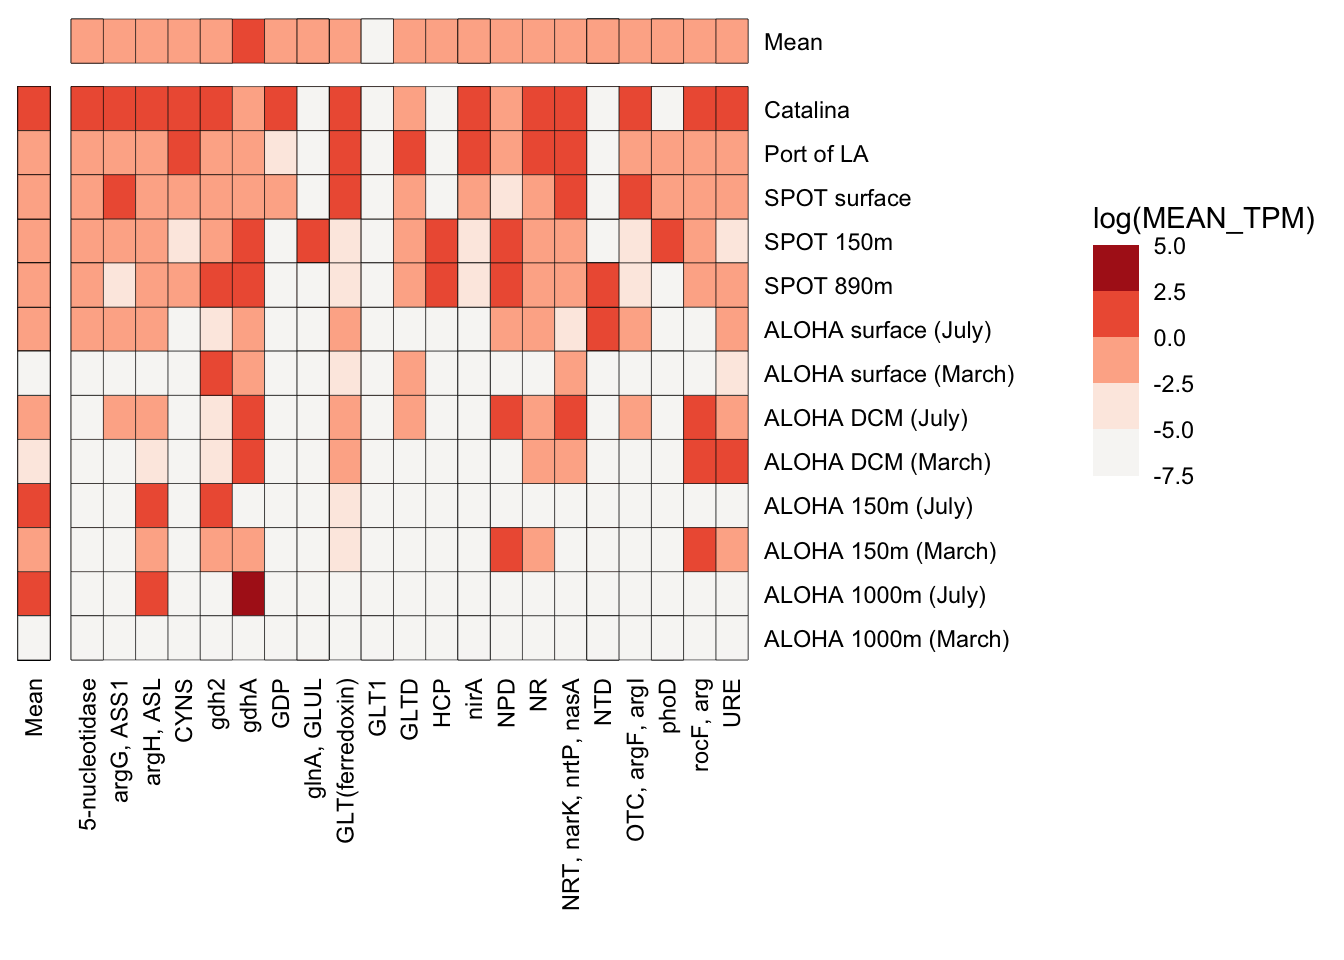 Mean
Catalina
Port of LA
SPOT surface
SPOT 150m
SPOT 890m
ALOHA surface (July)
ALOHA surface (March)
ALOHA DCM (July)
ALOHA DCM (March)
ALOHA 150m (July)
ALOHA 150m (March)
ALOHA 1000m (July)
ALOHA 1000m (March)
log(MEAN_TPM)
5.0
2.5
0.0
-2.5
-5.0
-7.5
Mean
5-nucleotidase
argG, ASS1
argH, ASL
CYNS
gdh2
gdhA
GDP
glnA, GLUL
GLT(ferredoxin)
GLT1
GLTD
HCP
nirA
NPD
NR
NRT, narK, nrtP, nasA
NTD
OTC, argF, argI
phoD
rocF, arg
URE